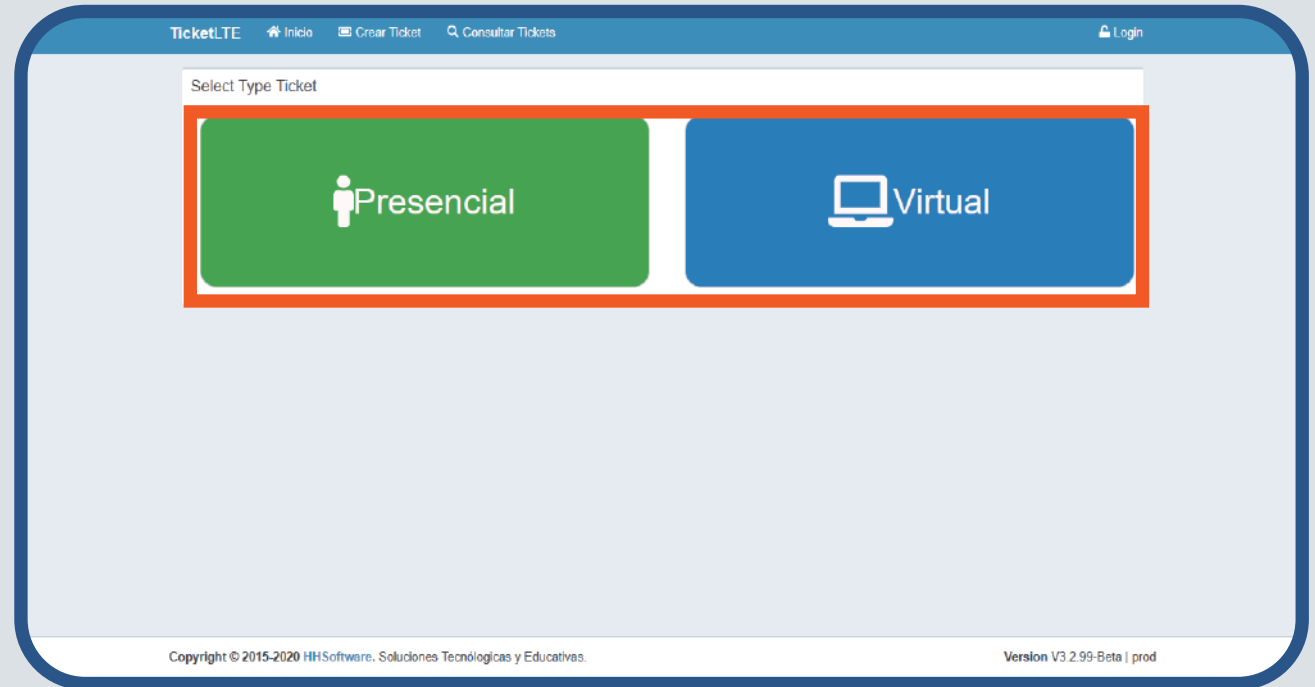 TicketLTE Inicio Crear Ticket Consultar Tickets Login
Select Type Ticket
Presencial Virtual
Copyright © 2015-2020 HHSoftware. Soluciones Tecnólogicas y Educativas. Version V3.2.99-Beta | prod